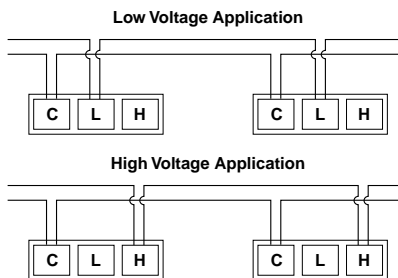 Low Voltage Application
C L H C L H
High Voltage Application
C L H C L H